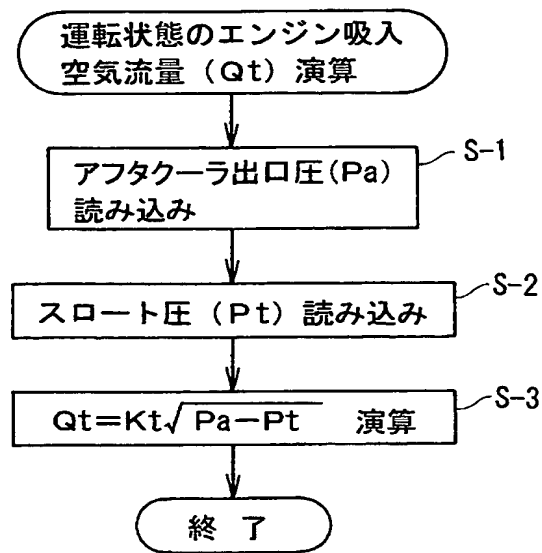 運転状態のエンジン吸入
空気流量（Qt）演算
S-1
アフタクーラ出口圧(Pa)
読み込み
S-2
スロート圧（Pt）読み込み
S-3
Qt=Kt√Pa-Pt 演算
終 了